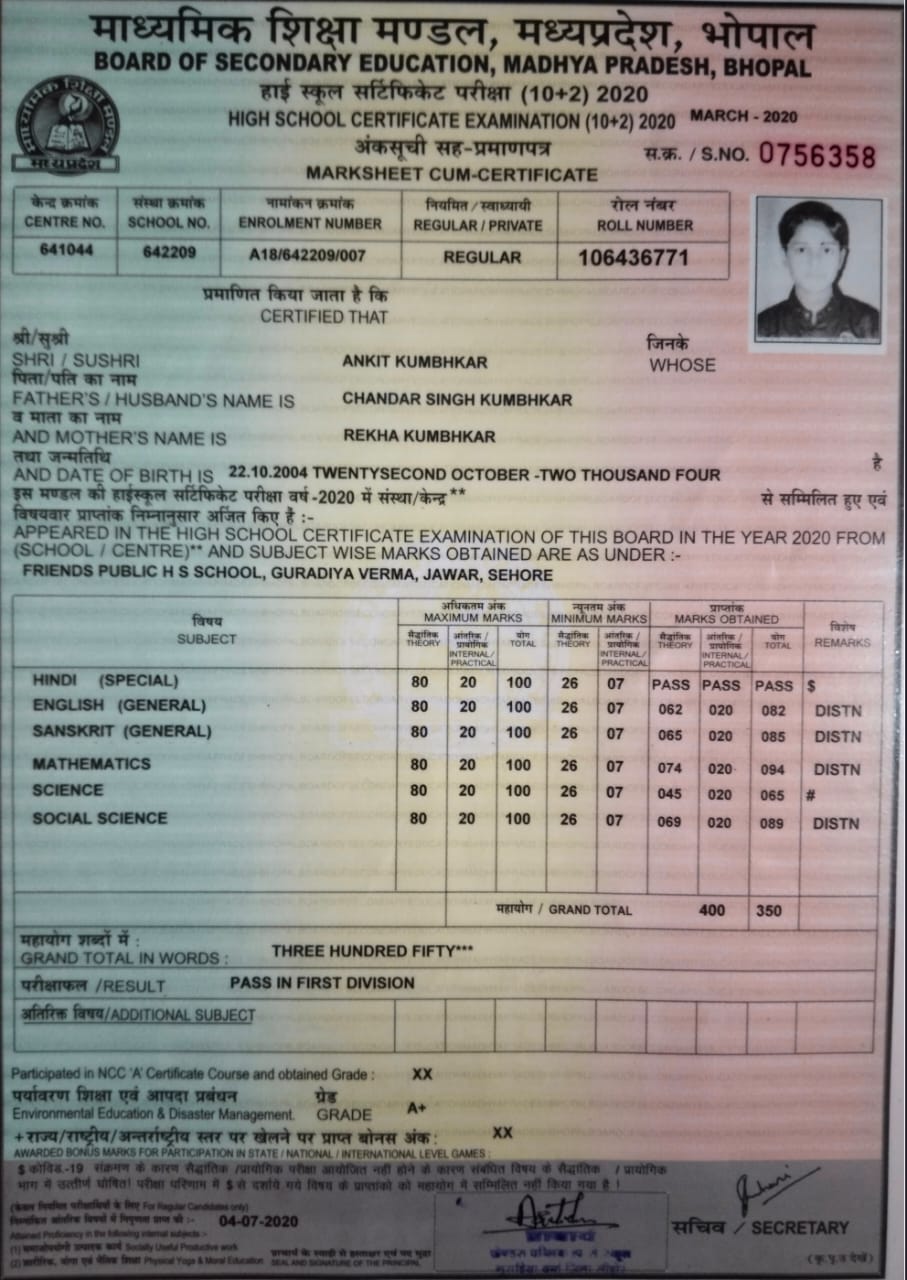 माध्यमिक शिक्षा मण्डल, मध्यप्रदेश, भोपाल
BOARD OF SECONDARY EDUCATION, MADHYA PRADESH, BHOPAL
हाई स्कूल सर्टिफिकेट परीक्षा (10+2) 2020
HIGH SCHOOL CERTIFICATE EXAMINATION (10+2) 2020 MARCH - 2020
अंकसूची सह-प्रमाणपत्र स.क्र. / S.NO. 0756358
MARKSHEET CUM-CERTIFICATE
मध्यप्रदेश
केन्द्र क्रमांक संस्था क्रमांक नामांकन क्रमांक नियमित / स्वाध्यायी रोल नंबर
CENTRE NO. SCHOOL NO. ENROLMENT NUMBER REGULAR / PRIVATE ROLL NUMBER
641044 642209 A18/642209/007 REGULAR 106436771
प्रमाणित किया जाता है कि
CERTIFIED THAT
श्री/सुश्री जिनके
SHRI / SUSHRI ANKIT KUMBHKAR WHOSE
पिता/पति का नाम
FATHER'S / HUSBAND'S NAME IS CHANDAR SINGH KUMBHKAR
व माता का नाम
AND MOTHER'S NAME IS REKHA KUMBHKAR
तथा जन्मतिथि है
AND DATE OF BIRTH IS 22.10.2004 TWENTYSECOND OCTOBER -TWO THOUSAND FOUR
इस मण्डल की हाईस्कूल सर्टिफिकेट परीक्षा वर्ष-2020 में संस्था/केन्द्र** से सम्मिलित हुए एवं
विषयवार प्राप्तांक निम्नानुसार अर्जित किए हैं :-
APPEARED IN THE HIGH SCHOOL CERTIFICATE EXAMINATION OF THIS BOARD IN THE YEAR 2020 FROM
(SCHOOL / CENTRE)** AND SUBJECT WISE MARKS OBTAINED ARE AS UNDER :-
FRIENDS PUBLIC H S SCHOOL, GURADIYA VERMA, JAWAR, SEHORE
विषय अधिकतम अंक न्यूनतम अंक प्राप्तांक विशेष
SUBJECT MAXIMUM MARKS MINIMUM MARKS MARKS OBTAINED REMARKS
सैद्धांतिक आंतरिक / प्रायोगिक योग सैद्धांतिक आंतरिक / प्रायोगिक सैद्धांतिक आंतरिक / प्रायोगिक योग
THEORY INTERNAL/ PRACTICAL TOTAL THEORY INTERNAL/ PRACTICAL THEORY INTERNAL/ PRACTICAL TOTAL
HINDI (SPECIAL) 80 20 100 26 07 PASS PASS PASS $
ENGLISH (GENERAL) 80 20 100 26 07 062 020 082 DISTN
SANSKRIT (GENERAL) 80 20 100 26 07 065 020 085 DISTN
MATHEMATICS 80 20 100 26 07 074 020 094 DISTN
SCIENCE 80 20 100 26 07 045 020 065 #
SOCIAL SCIENCE 80 20 100 26 07 069 020 089 DISTN
महायोग / GRAND TOTAL 400 350
महायोग शब्दों में :
GRAND TOTAL IN WORDS : THREE HUNDRED FIFTY***
परीक्षाफल /RESULT PASS IN FIRST DIVISION
अतिरिक्त विषय/ADDITIONAL SUBJECT
Participated in NCC 'A' Certificate Course and obtained Grade : XX
पर्यावरण शिक्षा एवं आपदा प्रबंधन ग्रेड
Environmental Education & Disaster Management. GRADE A+
+राज्य/राष्ट्रीय/अन्तर्राष्ट्रीय स्तर पर खेलने पर प्राप्त बोनस अंक : XX
AWARDED BONUS MARKS FOR PARTICIPATION IN STATE / NATIONAL / INTERNATIONAL LEVEL GAMES :
$ कोविड-19 संक्रमण के कारण सैद्धांतिक /प्रायोगिक परीक्षा आयोजित नहीं होने के कारण संबंधित विषय के सैद्धांतिक / प्रायोगिक
भाग में उत्तीर्ण घोषित। परीक्षा परिणाम में $ से दर्शाये गये विषय के प्राप्तांको को महायोग में सम्मिलित नहीं किया गया है !
(केवल नियमित परीक्षार्थियों के लिए For Regular Candidates only)
निम्नांकित आंतरिक विषयों में निपुणता प्राप्त की :- 04-07-2020
Attained Proficiency in the following internal subjects :-
सचिव / SECRETARY
(1) समाजोपयोगी उत्पादक कार्य Socially Useful Productive work
(2) शारीरिक, योग एवं नैतिक शिक्षा Physical Yoga & Moral Education
प्राचार्य के स्थायी से हस्ताक्षर एवं पद मुद्रा
SEAL AND SIGNATURE OF THE PRINCIPAL
(कृ.पृ.उ देखें)